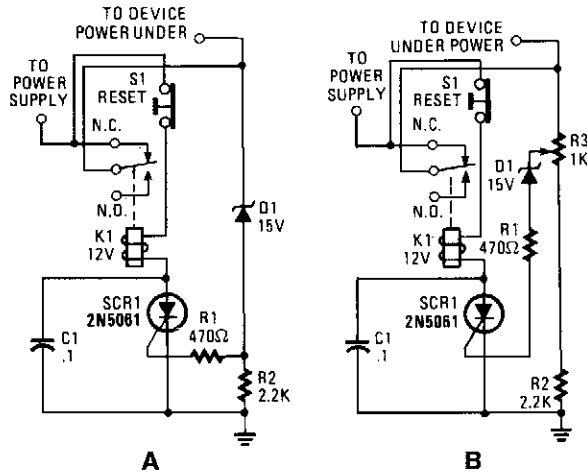 TO DEVICE
POWER UNDER
TO
POWER
SUPPLY
S1
RESET
N.C.
N.O.
D1
15V
K1
12V
SCR1
2N5061
R1
470Ω
C1
.1
R2
2.2K
A
TO DEVICE
UNDER POWER
TO
POWER
SUPPLY
S1
RESET
N.C.
R3
1K
D1
15V
N.O.
R1
470Ω
K1
12V
SCR1
2N5061
C1
.1
R2
2.2K
B